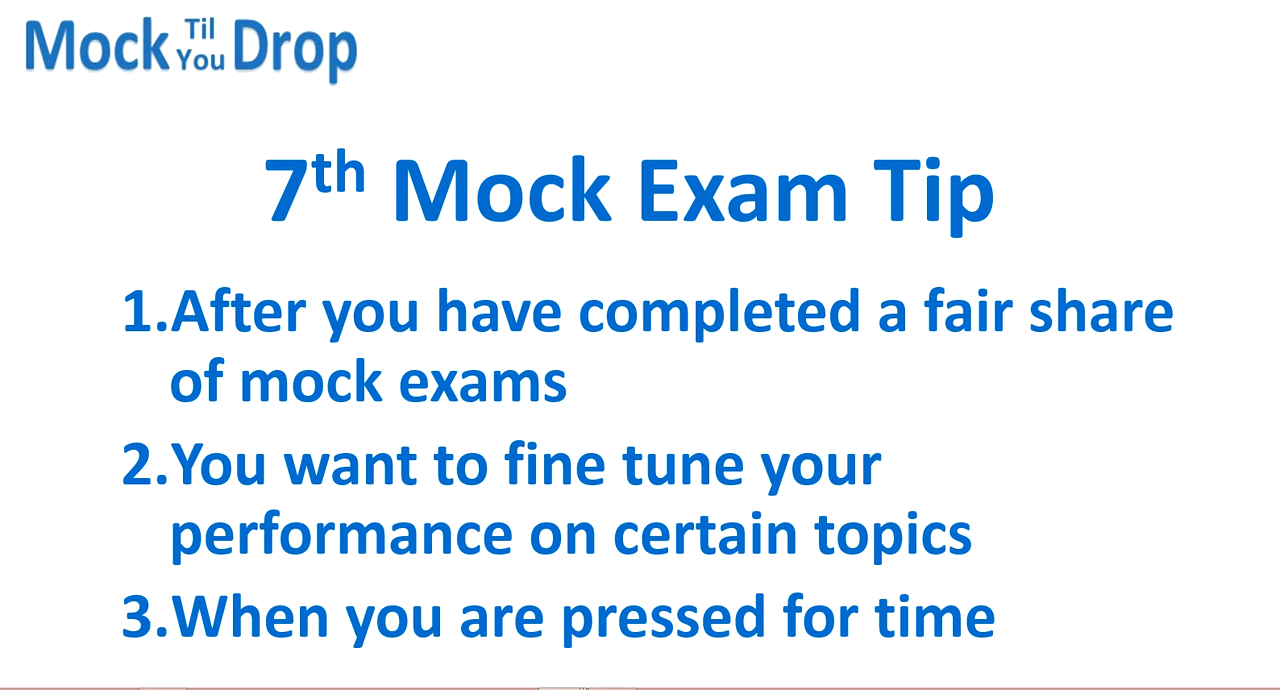 Mock Til You Drop
7th Mock Exam Tip
1.After you have completed a fair share
of mock exams
2.You want to fine tune your
performance on certain topics
3.When you are pressed for time